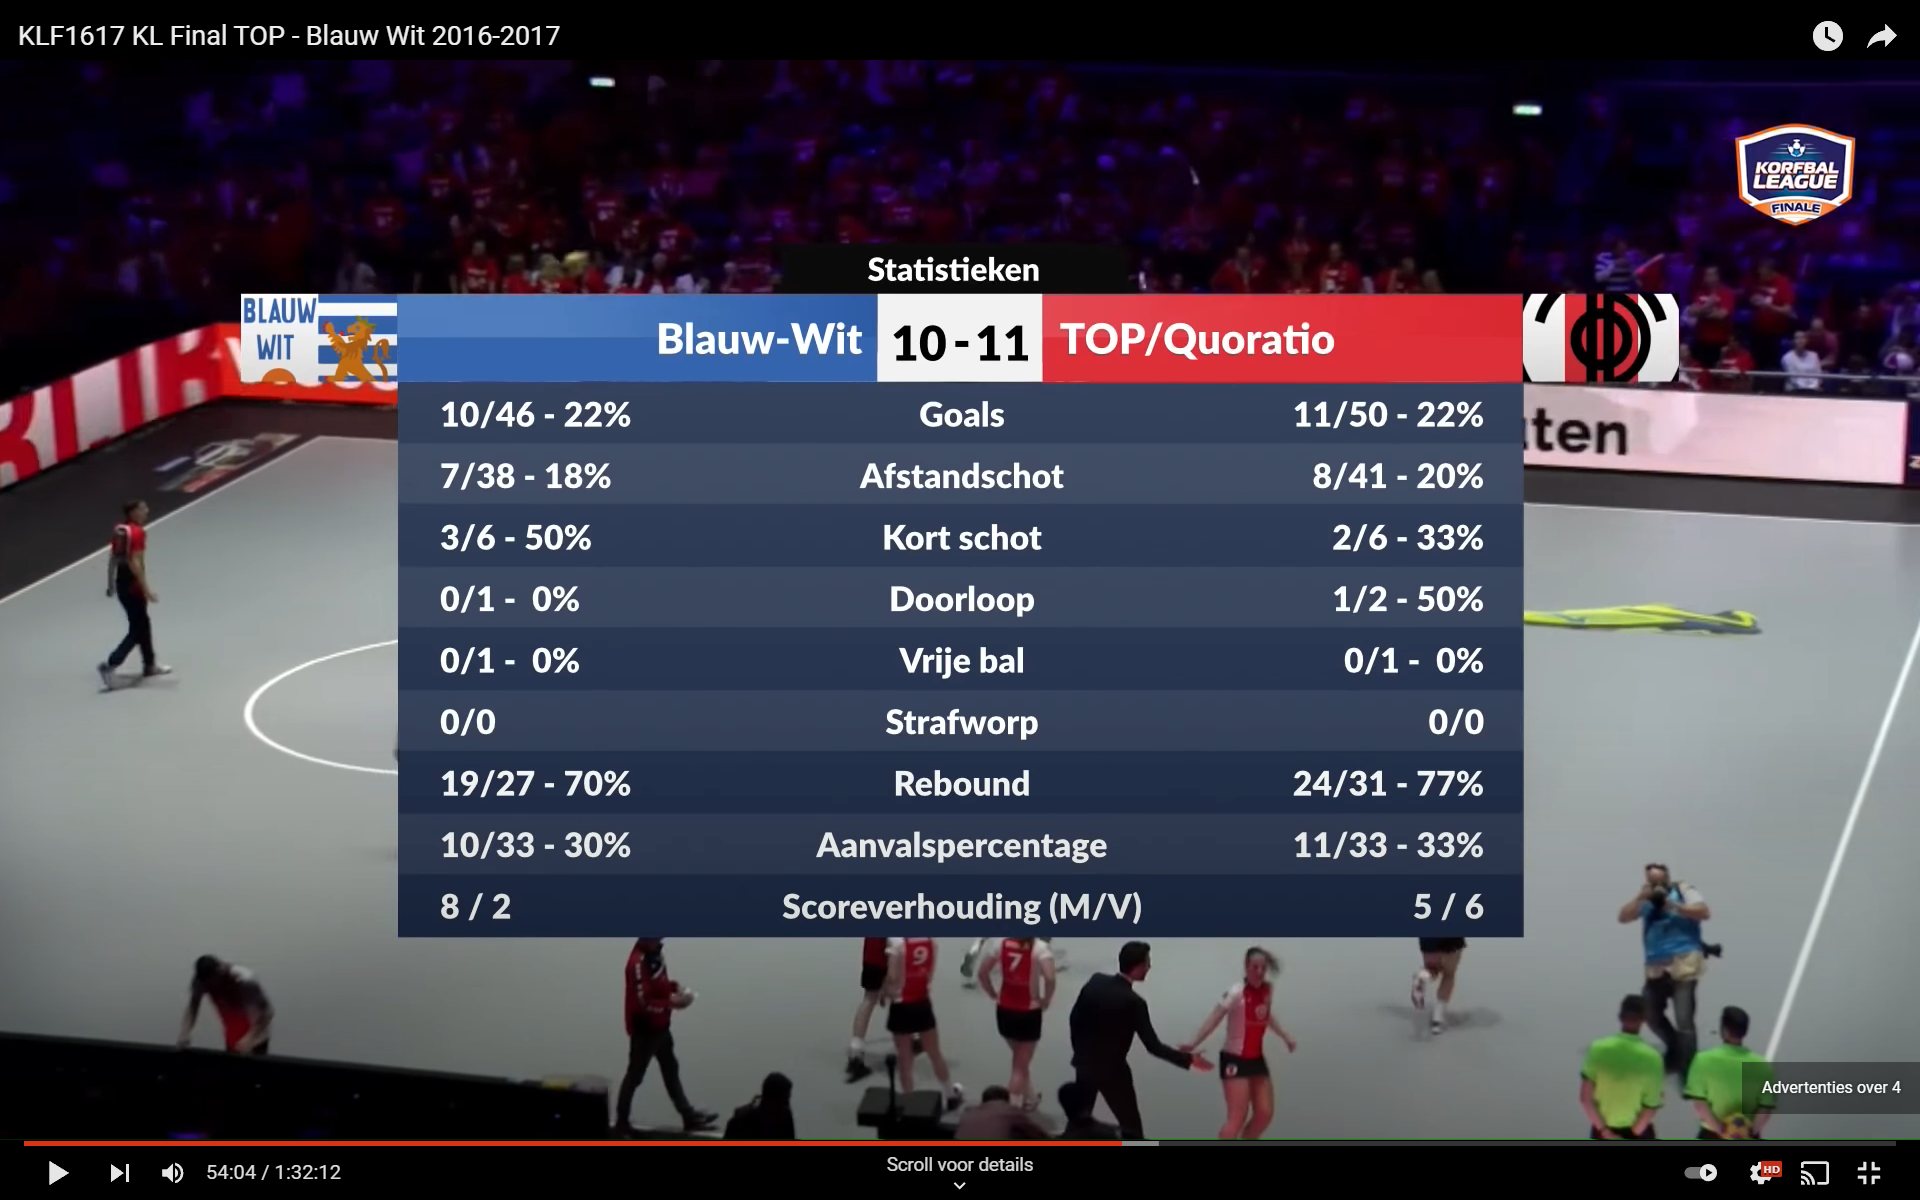 KLF1617 KL Final TOP - Blauw Wit 2016-2017
KORFBAL
LEAGUE
FINALE
Statistieken
BLAUW
WIT
Blauw-Wit 10-11 TOP/Quoratio
10/46 - 22% Goals 11/50 - 22%
7/38 - 18% Afstandschot 8/41 - 20%
3/6 - 50% Kort schot 2/6 - 33%
0/1 - 0% Doorloop 1/2 - 50%
0/1 - 0% Vrije bal 0/1 - 0%
0/0 Strafworp 0/0
19/27 - 70% Rebound 24/31 - 77%
10/33 - 30% Aanvalspercentage 11/33 - 33%
8 / 2 Scoreverhouding (M/V) 5 / 6
9
7
Advertenties over 4
54:04 / 1:32:12
Scroll voor details
HD